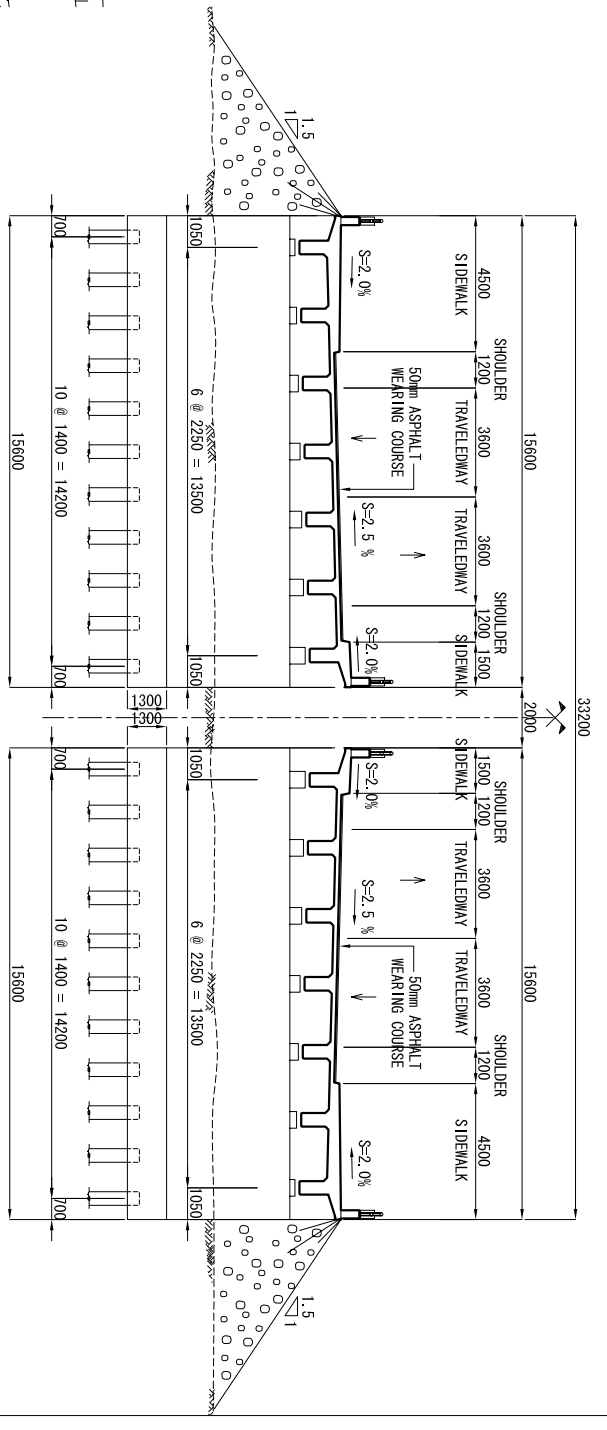 33200
15600
2000
15600
SHOULDER
SHOULDER
SHOULDER
SHOULDER
4500
1200
3600
3600
1200
1500
1500
1200
3600
3600
1200
4500
SIDEWALK
TRAVELEDWAY
TRAVELEDWAY
SIDEWALK
SIDEWALK
TRAVELEDWAY
TRAVELEDWAY
SIDEWALK
50mm ASPHALT
WEARING COURSE
50mm ASPHALT
WEARING COURSE
S=2.0%
S=2.5 %
S=2.0%
S=2.0%
S=2.5 %
S=2.0%
1.5
1
1.5
1
1050
6 @ 2250 = 13500
1050
1050
6 @ 2250 = 13500
1050
1300
1300
700
10 @ 1400 = 14200
700
700
10 @ 1400 = 14200
700
15600
15600